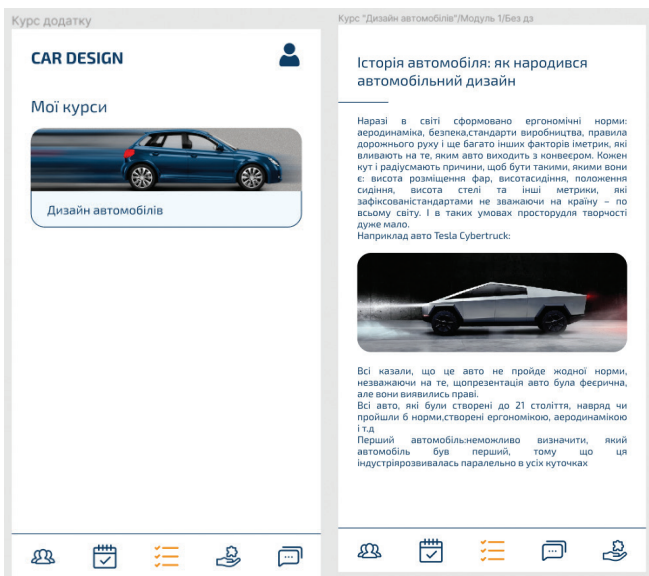 Курс додатку
CAR DESIGN
Мої курси
Дизайн автомобілів
Курс "Дизайн автомобілів"/Модуль 1/Без дз
Історія автомобіля: як народився
автомобільний дизайн
Наразі в світі сформовано ергономічні норми:
аеродинаміка, безпека,стандарти виробництва, правила
дорожнього руху і ще багато інших факторів іметрик, які
впливають на те, яким авто виходить з конвеєром. Кожен
кут і радіусмають причини, щоб бути такими, якими вони
є: висота розміщення фар, висотасидіння, положення
сидіння, висота стелі та інші метрики, які
зафіксованістандартами не зважаючи на країну – по
всьому світу. І в таких умовах просторудля творчості
дуже мало.
Наприклад авто Tesla Cybertruck:
Всі казали, що це авто не пройде жодної норми,
незважаючи на те, щопрезентація авто була феєрична,
але вони виявились праві.
Всі авто, які були створені до 21 століття, навряд чи
пройшли б норми,створені ергономікою, аеродинамікою
і т.д
Перший автомобіль:неможливо визначити, який
автомобіль був перший, тому що ця
індустріярозвивалась паралельно в усіх куточках